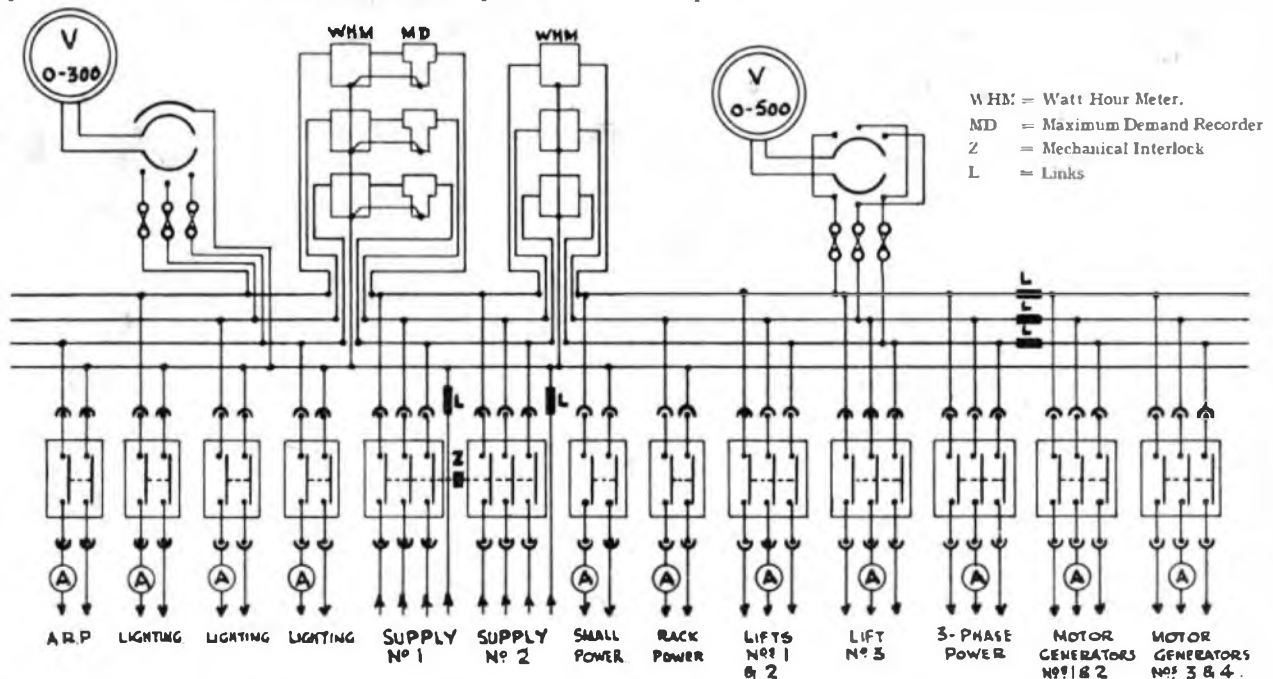 V
0-300
WHM
MD
WHM
V
0-500
WHM = Watt Hour Meter.
MD = Maximum Demand Recorder
Z = Mechanical Interlock
L = Links
L
L
L
L
L
Z
A
A
A
A
A
A
A
A
A
A
A
A.R.P
LIGHTING
LIGHTING
LIGHTING
SUPPLY
Nº 1
SUPPLY
Nº 2
SMALL
POWER
RACK
POWER
LIFTS
Nºs 1
& 2
LIFT
Nº 3
3-PHASE
POWER
MOTOR
GENERATORS
Nºs 1 & 2
MOTOR
GENERATORS
Nºs 3 & 4.